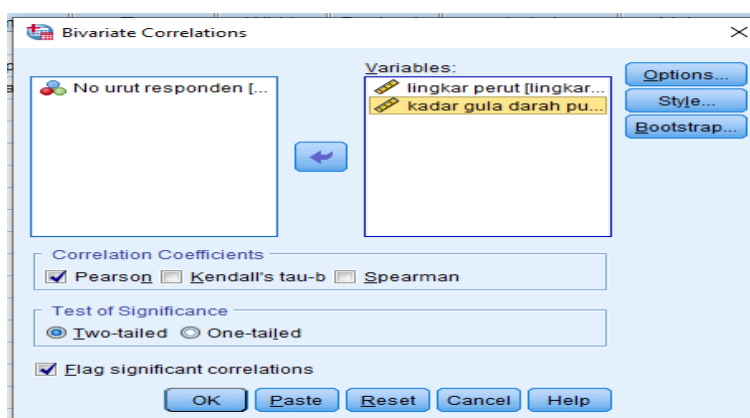 Bivariate Correlations
Variables:
No urut responden [...
lingkar perut [lingkar...
kadar gula darah pu...
Options...
Style...
Bootstrap...
Correlation Coefficients
Pearson Kendall's tau-b Spearman
Test of Significance
Two-tailed One-tailed
Flag significant correlations
OK Paste Reset Cancel Help